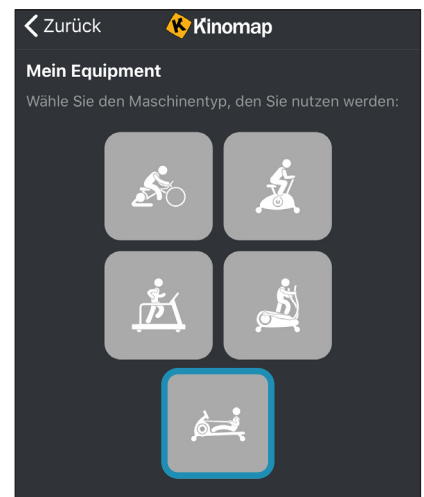 Zurück
Kinomap
Mein Equipment
Wähle Sie den Maschinentyp, den Sie nutzen werden: